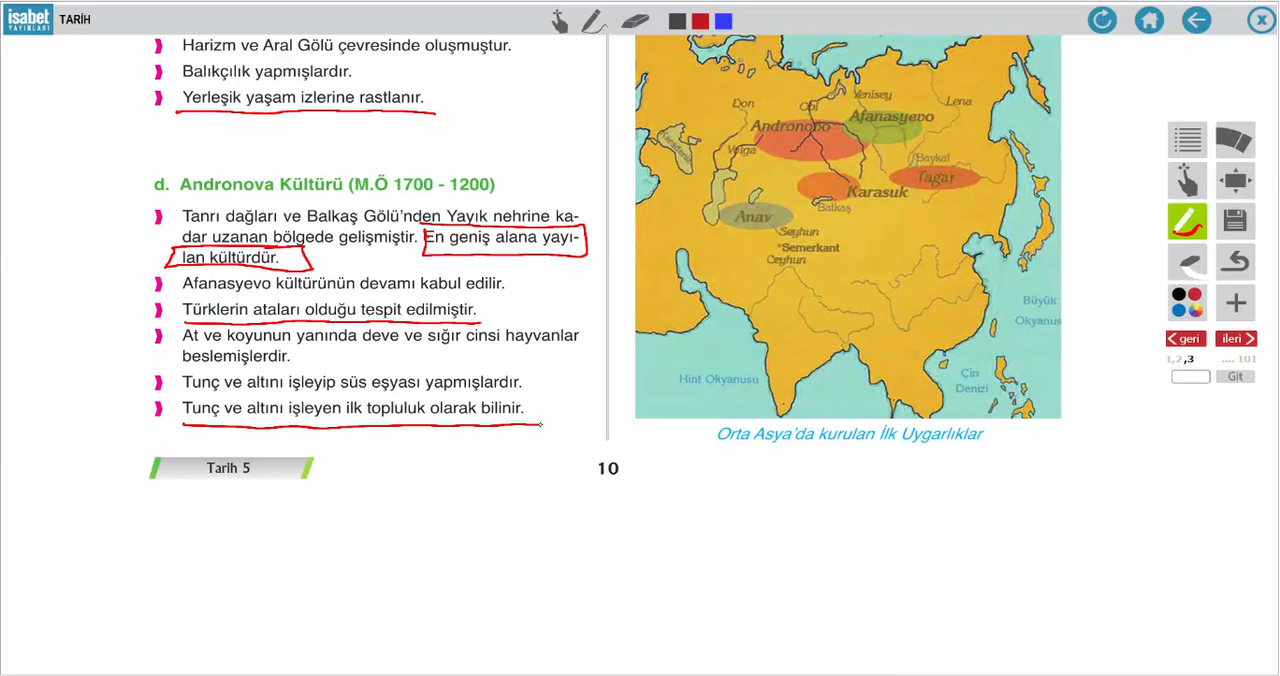 isabet
YAYINLARI
TARİH
Harizm ve Aral Gölü çevresinde oluşmuştur.
Balıkçılık yapmışlardır.
Yerleşik yaşam izlerine rastlanır.
d. Andronova Kültürü (M.Ö 1700 - 1200)
Tanrı dağları ve Balkaş Gölü'nden Yayık nehrine ka-
dar uzanan bölgede gelişmiştir. En geniş alana yayı-
lan kültürdür.
Afanasyevo kültürünün devamı kabul edilir.
Türklerin ataları olduğu tespit edilmiştir.
At ve koyunun yanında deve ve sığır cinsi hayvanlar
beslemişlerdir.
Tunç ve altını işleyip süs eşyası yapmışlardır.
Tunç ve altını işleyen ilk topluluk olarak bilinir.
Tarih 5
10
Don
Obi
Yenisey
Lena
Andronovo
Afanasyevo
Karadeniz
Volga
Baykal
Tagar
Karasuk
Balkaş
Anav
Seyhun
Semerkant
Ceyhun
Büyük
Okyanus
Hint Okyanusu
Çin
Denizi
Orta Asya'da kurulan İlk Uygarlıklar
geri
ileri
1,2,3
.... 101
Git